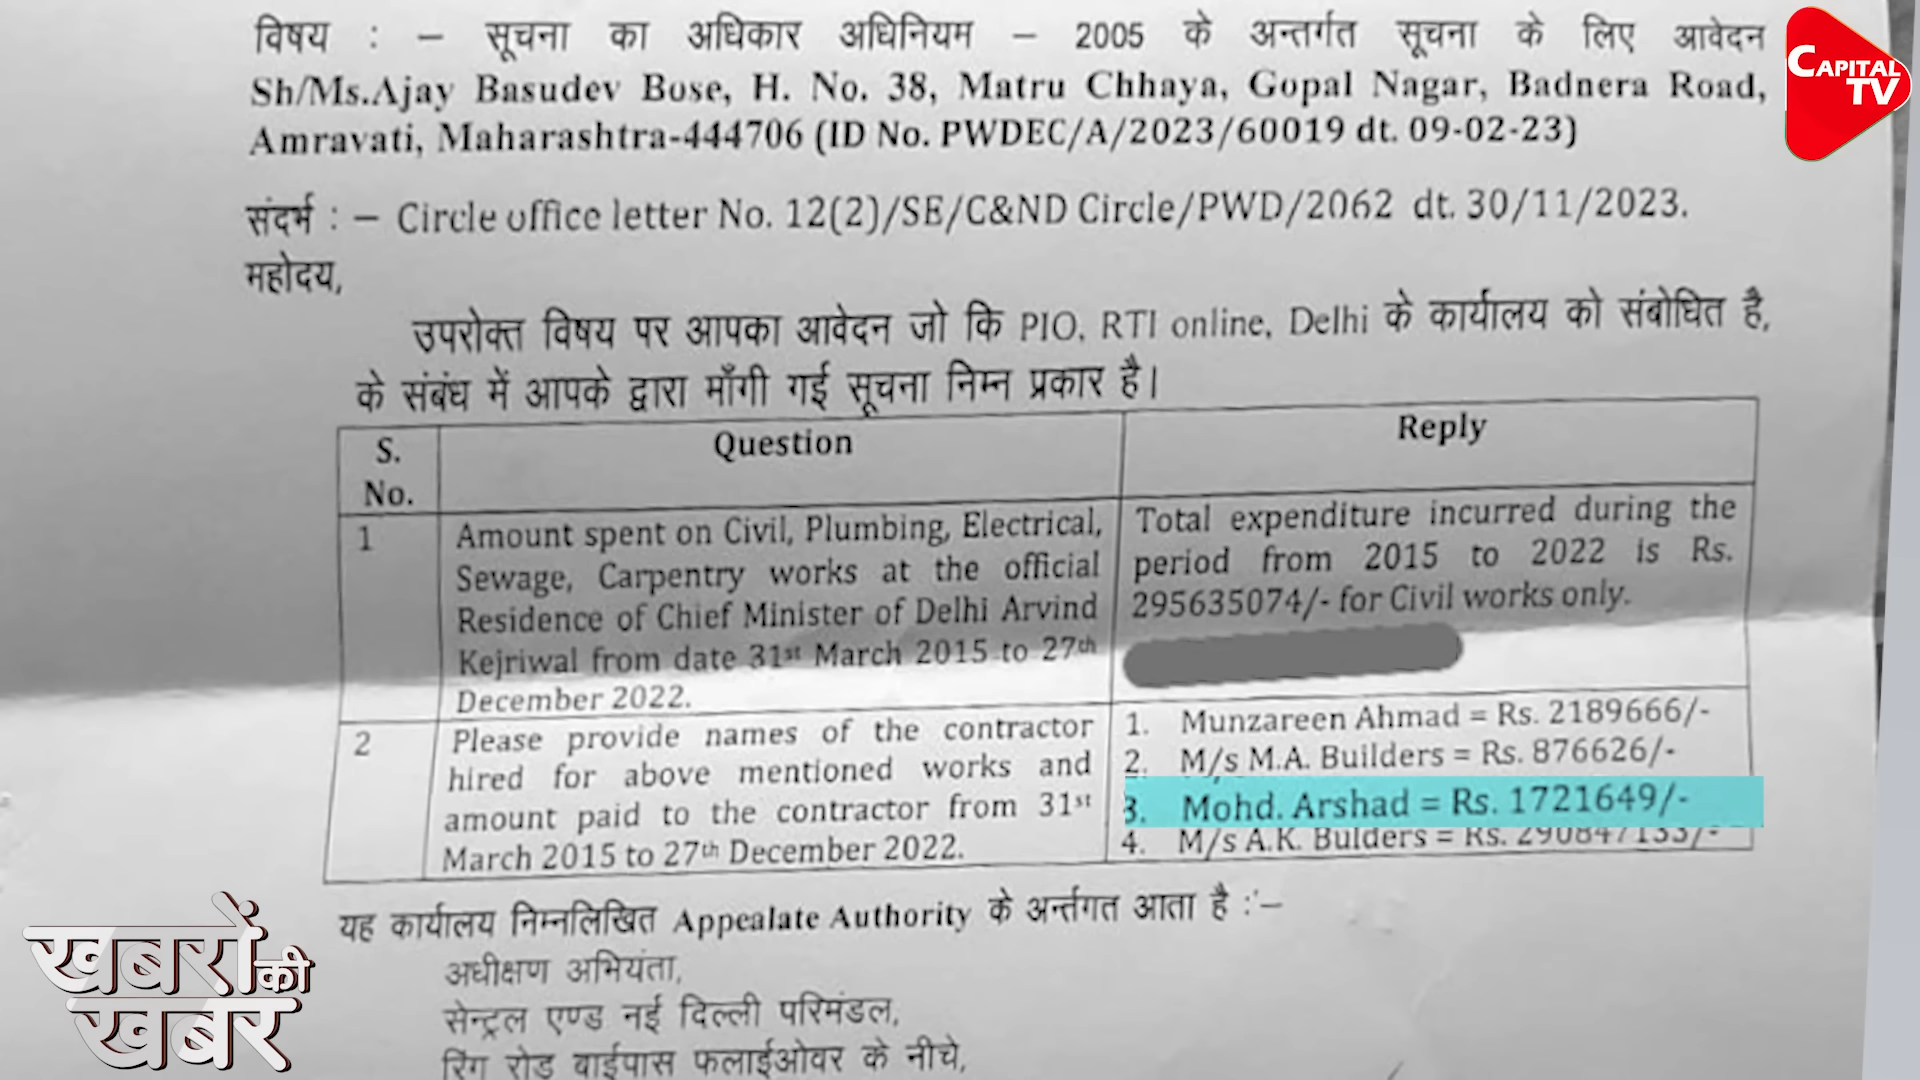 विषय : – सूचना का अधिकार अधिनियम – 2005 के अन्तर्गत सूचना के लिए आवेदन
Sh/Ms.Ajay Basudev Bose, H. No. 38, Matru Chhaya, Gopal Nagar, Badnera Road,
Amravati, Maharashtra-444706 (ID No. PWDEC/A/2023/60019 dt. 09-02-23)
संदर्भ : – Circle office letter No. 12(2)/SE/C&ND Circle/PWD/2062 dt. 30/11/2023.
महोदय,
उपरोक्त विषय पर आपका आवेदन जो कि PIO, RTI online, Delhi के कार्यालय को संबोधित है,
के संबंध में आपके द्वारा माँगी गई सूचना निम्न प्रकार है।
S.
No.
Question
Reply
1
Amount spent on Civil, Plumbing, Electrical,
Sewage, Carpentry works at the official
Residence of Chief Minister of Delhi Arvind
Kejriwal from date 31st March 2015 to 27th
December 2022.
Total expenditure incurred during the
period from 2015 to 2022 is Rs.
295635074/- for Civil works only.
2
Please provide names of the contractor
hired for above mentioned works and
amount paid to the contractor from 31st
March 2015 to 27th December 2022.
1. Munzareen Ahmad = Rs. 2189666/-
2. M/s M.A. Builders = Rs. 876626/-
3. Mohd. Arshad = Rs. 1721649/-
4. M/s A.K. Bulders = Rs. 290847133/-
यह कार्यालय निम्नलिखित Appealate Authority के अर्न्तगत आता है :–
अधीक्षण अभियंता,
सेन्ट्रल एण्ड नई दिल्ली परिमंडल,
रिंग रोड़ बाईपास फलाईओवर के नीचे,
CAPITAL
TV
खबरों की
खबर